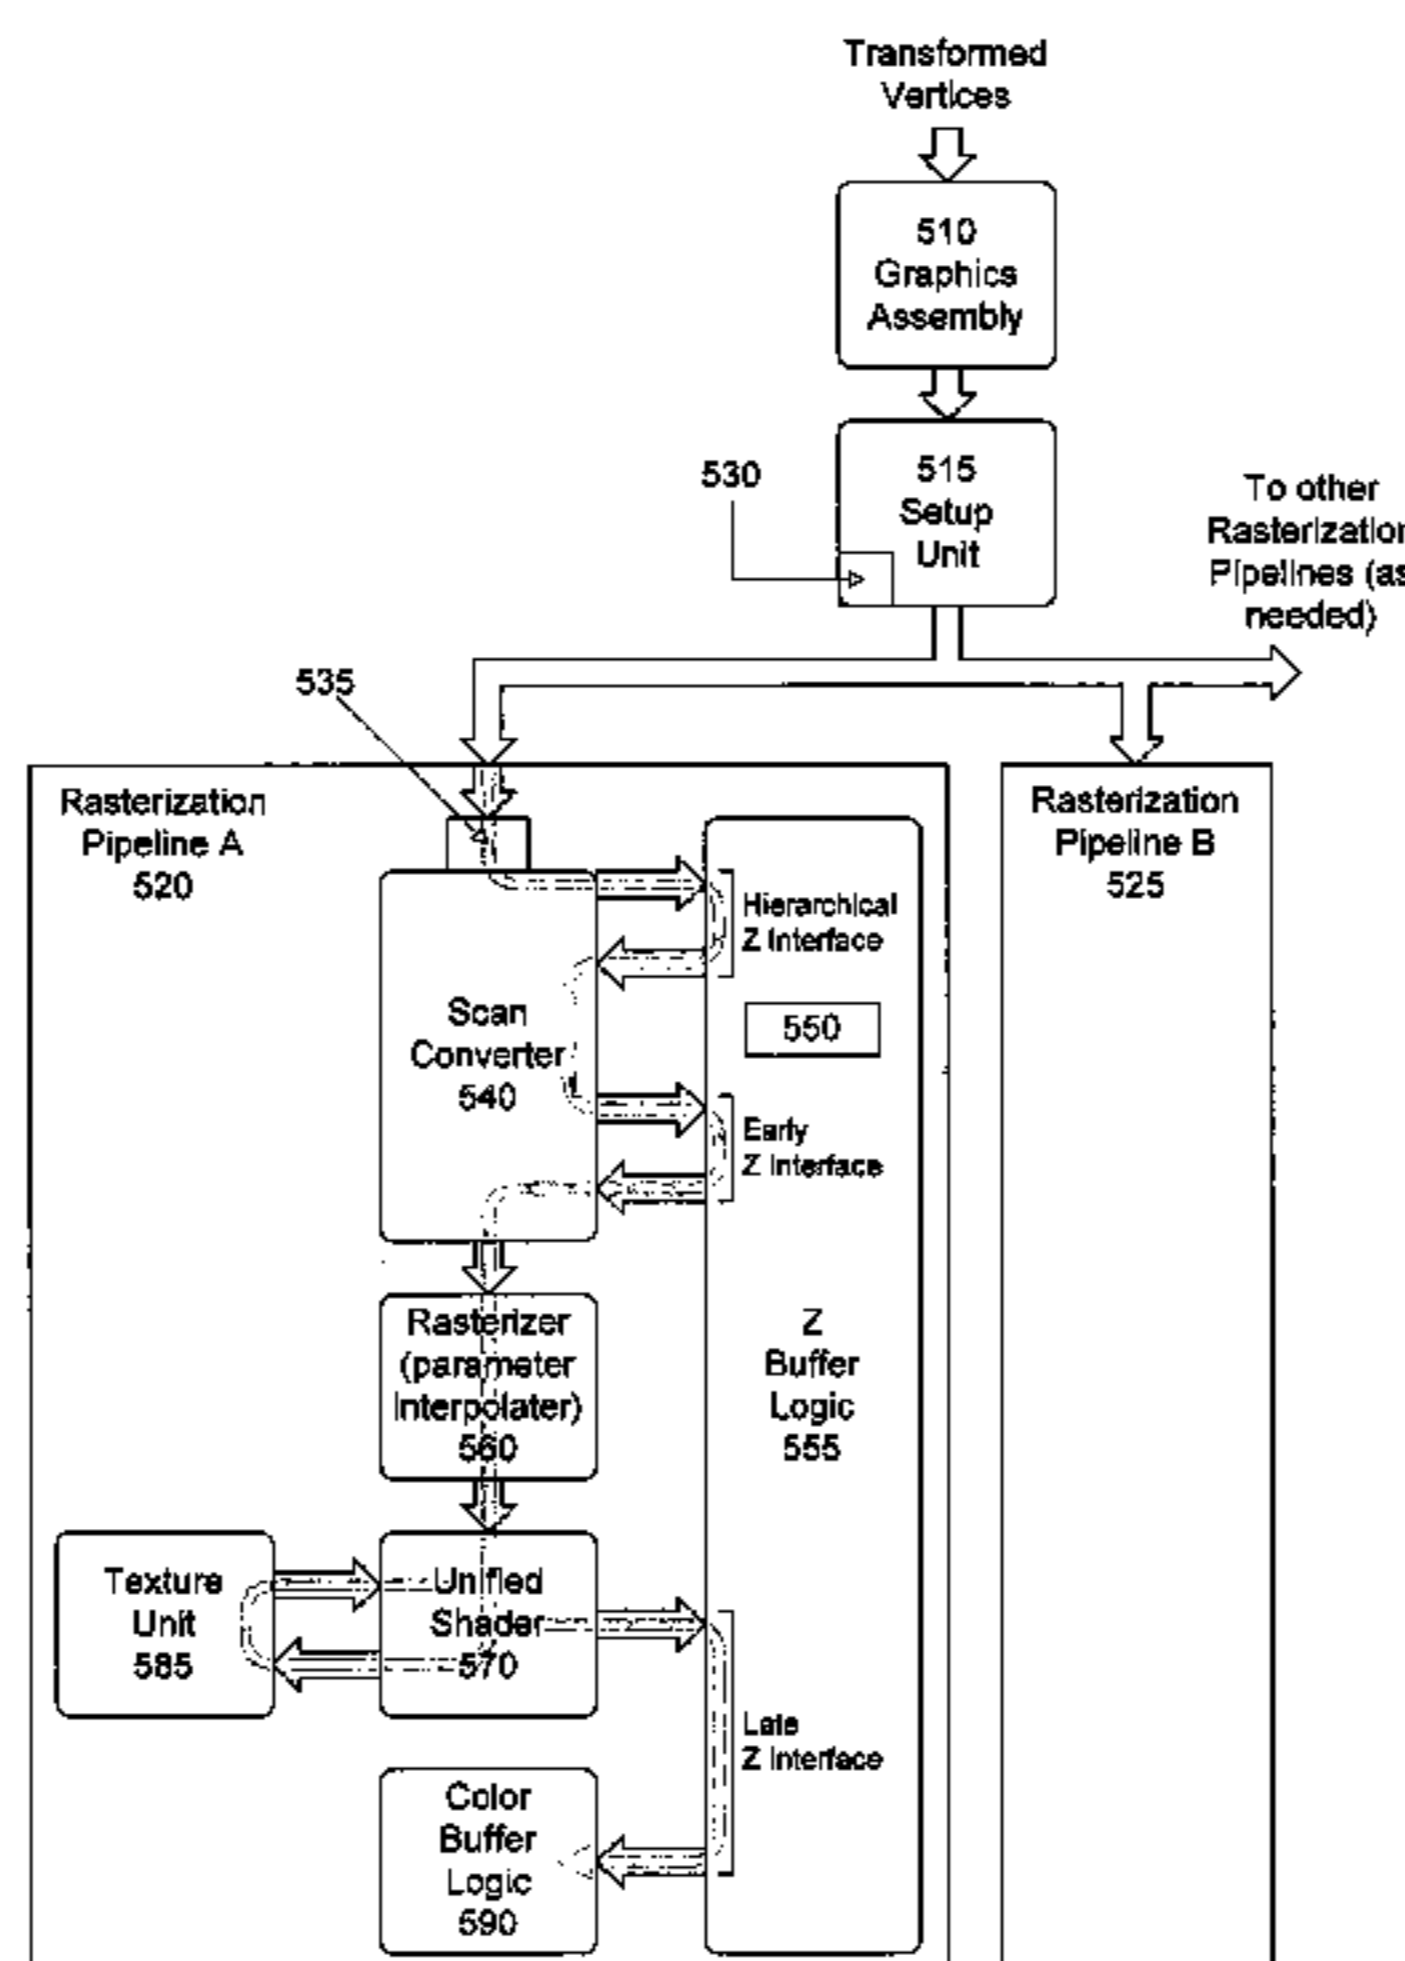 Transformed
Vertices
510
Graphics
Assembly
530
515
Setup
Unit
To other
Rasterization
Pipelines (as
needed)
535
Rasterization
Pipeline A
520
Rasterization
Pipeline B
525
Hierarchical
Z Interface
Scan
Converter
540
550
Early
Z Interface
Rasterizer
(parameter
Interpolater)
560
Z
Buffer
Logic
555
Texture
Unit
585
Unified
Shader
570
Late
Z Interface
Color
Buffer
Logic
590